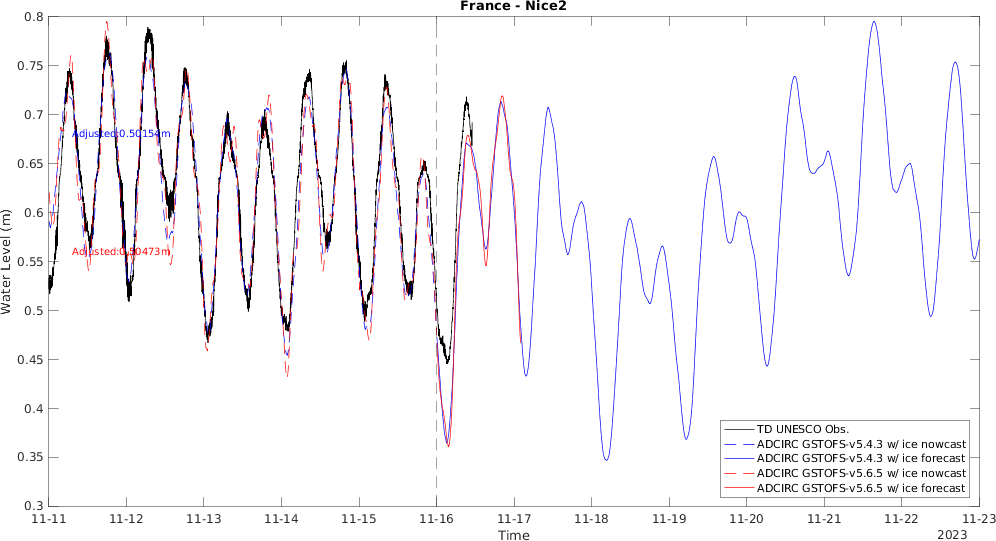 France - Nice2
0.8
0.75
0.7
0.65
0.6
0.55
0.5
0.45
0.4
0.35
0.3
Water Level (m)
Adjusted:0.50154m
Adjusted:0.50473m
TD UNESCO Obs.
ADCIRC GSTOFS-v5.4.3 w/ ice nowcast
ADCIRC GSTOFS-v5.4.3 w/ ice forecast
ADCIRC GSTOFS-v5.6.5 w/ ice nowcast
ADCIRC GSTOFS-v5.6.5 w/ ice forecast
11-11 11-12 11-13 11-14 11-15 11-16 11-17 11-18 11-19 11-20 11-21 11-22 11-23
Time
2023